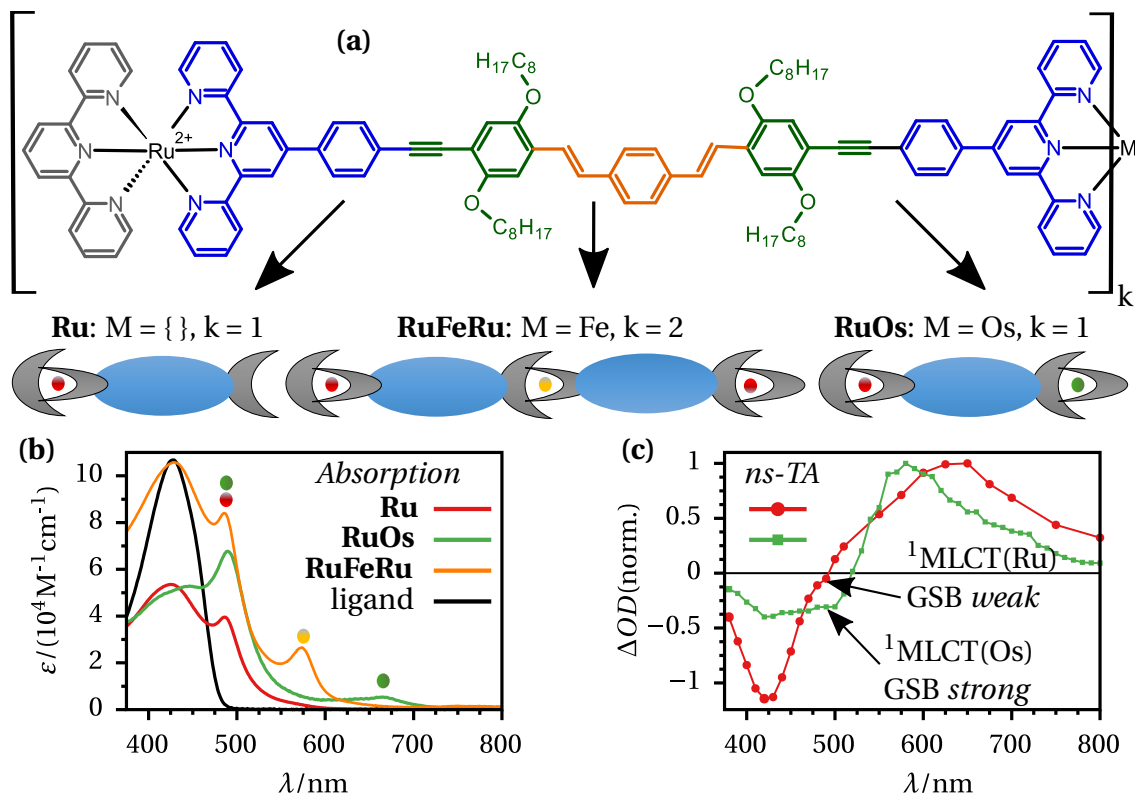 (a)
H17C8
O
C8H17
O
O
C8H17
O
H17C8
N
N
N
Ru2+
N
N
N
N
N
N
M
k
Ru: M = { }, k = 1
RuFeRu: M = Fe, k = 2
RuOs: M = Os, k = 1
(b)
Absorption
Ru
RuOs
RuFeRu
ligand
ε/(10⁴M⁻¹cm⁻¹)
10
8
6
4
2
0
400 500 600 700 800
λ/nm
(c)
ns-TA
¹MLCT(Ru)
GSB weak
¹MLCT(Os)
GSB strong
ΔOD(norm.)
1
0.5
0
−0.5
−1
400 500 600 700 800
λ/nm